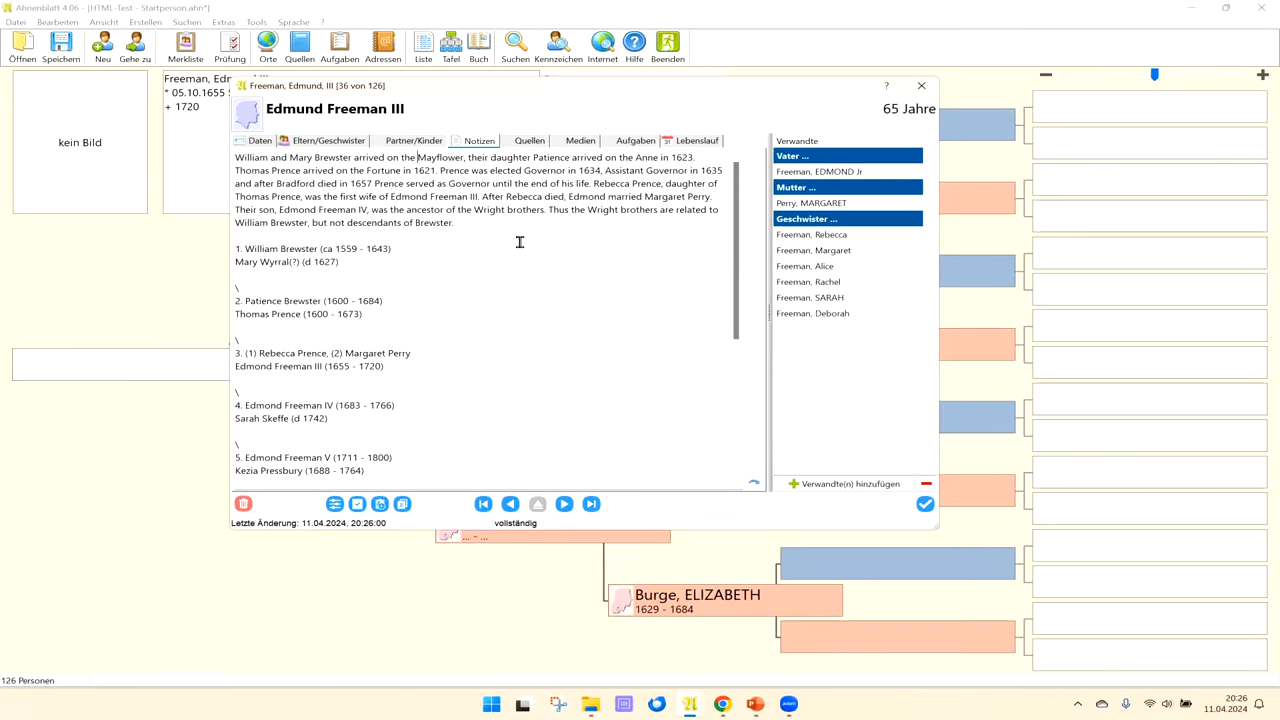 Ahnenblatt 4.06 - [HTML-Test - Startperson.ahn*]
Datei Bearbeiten Ansicht Erstellen Suchen Extras Tools Sprache ?
Öffnen Speichern Neu Gehe zu Merkliste Prüfung Orte Quellen Aufgaben Adressen Liste Tafel Buch Suchen Kennzeichen Internet Hilfe Beenden
kein Bild
* 05.10.1655
+ 1720
Freeman, Edmund, III [36 von 126]
?
Edmund Freeman III
65 Jahre
Daten Eltern/Geschwister Partner/Kinder Notizen Quellen Medien Aufgaben Lebenslauf
William and Mary Brewster arrived on the Mayflower, their daughter Patience arrived on the Anne in 1623.
Thomas Prence arrived on the Fortune in 1621. Prence was elected Governor in 1634, Assistant Governor in 1635
and after Bradford died in 1657 Prence served as Governor until the end of his life. Rebecca Prence, daughter of
Thomas Prence, was the first wife of Edmond Freeman III. After Rebecca died, Edmond married Margaret Perry.
Their son, Edmond Freeman IV, was the ancestor of the Wright brothers. Thus the Wright brothers are related to
William Brewster, but not descendants of Brewster.
1. William Brewster (ca 1559 - 1643)
Mary Wyrral(?) (d 1627)
\
2. Patience Brewster (1600 - 1684)
Thomas Prence (1600 - 1673)
\
3. (1) Rebecca Prence, (2) Margaret Perry
Edmond Freeman III (1655 - 1720)
\
4. Edmond Freeman IV (1683 - 1766)
Sarah Skeffe (d 1742)
\
5. Edmond Freeman V (1711 - 1800)
Kezia Pressbury (1688 - 1764)
Verwandte
Vater ...
Freeman, EDMOND Jr
Mutter ...
Perry, MARGARET
Geschwister ...
Freeman, Rebecca
Freeman, Margaret
Freeman, Alice
Freeman, Rachel
Freeman, SARAH
Freeman, Deborah
Verwandte(n) hinzufügen
Letzte Änderung: 11.04.2024, 20:26:00
vollständig
... - ...
Burge, ELIZABETH
1629 - 1684
126 Personen
20:26
11.04.2024